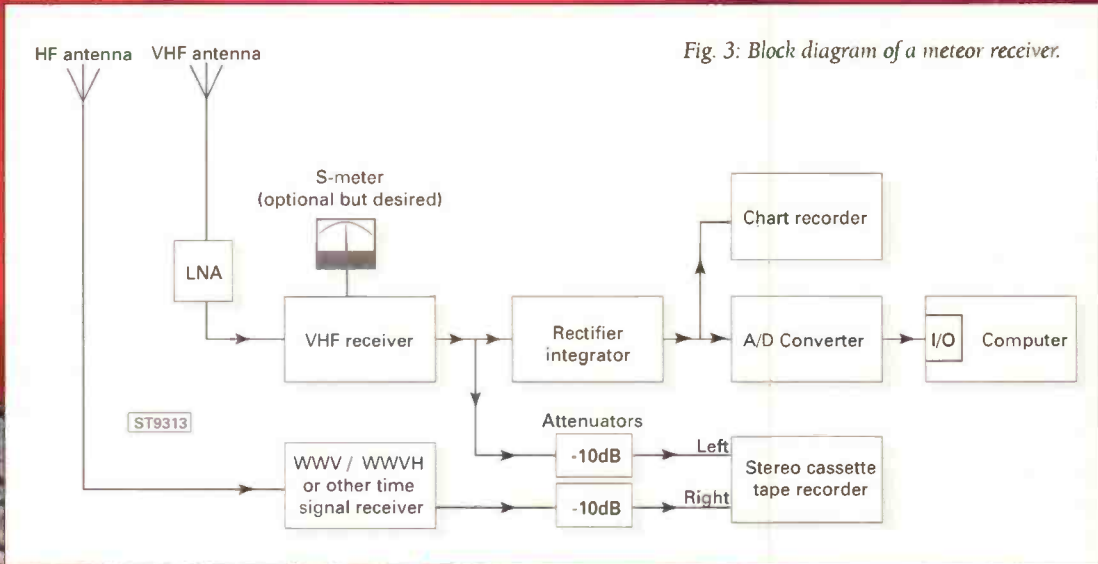 HF antenna
VHF antenna
Fig. 3: Block diagram of a meteor receiver.
S-meter
(optional but desired)
Chart recorder
LNA
VHF receiver
Rectifier
integrator
A/D Converter
I/O
Computer
ST9313
Attenuators
-10dB
Left
WWV / WWVH
or other time
signal receiver
-10dB
Right
Stereo cassette
tape recorder